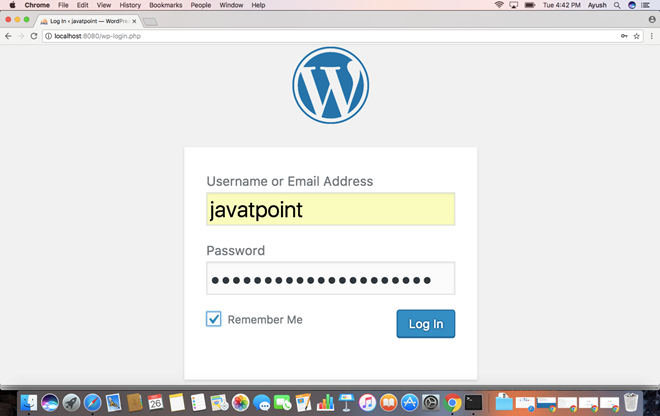 Chrome File Edit View History Bookmarks People Window Help Tue 4:42 PM Ayush
Log In ‹ javatpoint — WordPre
localhost:8080/wp-login.php
Username or Email Address
javatpoint
Password
Remember Me
Log In
26